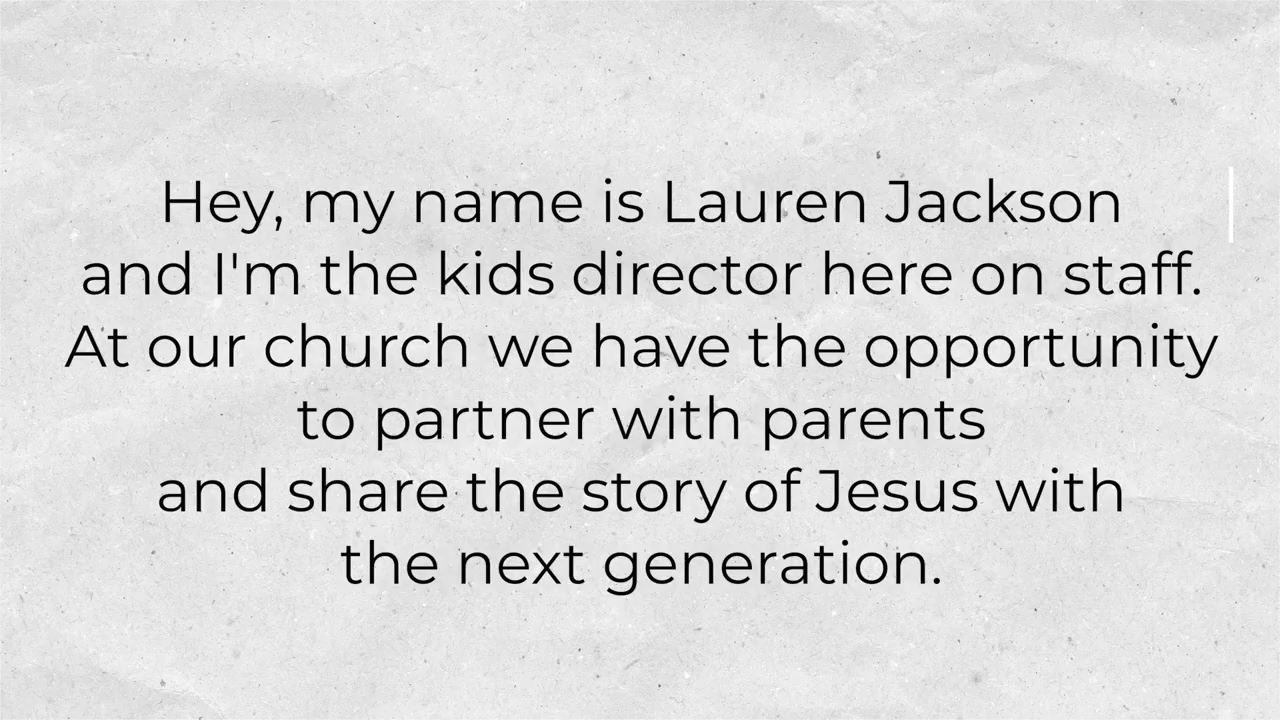 Hey, my name is Lauren Jackson
and I'm the kids director here on staff.
At our church we have the opportunity
to partner with parents
and share the story of Jesus with
the next generation.